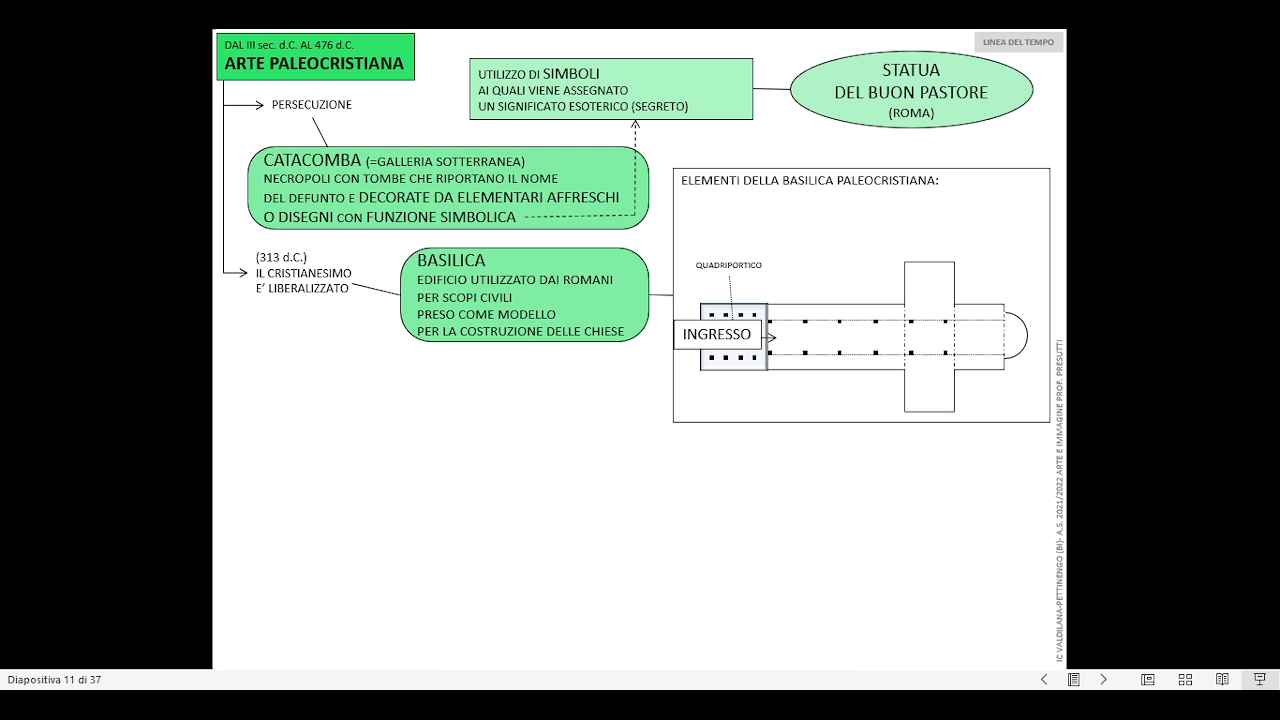 DAL III sec. d.C. AL 476 d.C.
ARTE PALEOCRISTIANA
LINEA DEL TEMPO
PERSECUZIONE
UTILIZZO DI SIMBOLI
AI QUALI VIENE ASSEGNATO
UN SIGNIFICATO ESOTERICO (SEGRETO)
STATUA
DEL BUON PASTORE
(ROMA)
CATACOMBA (=GALLERIA SOTTERRANEA)
NECROPOLI CON TOMBE CHE RIPORTANO IL NOME
DEL DEFUNTO E DECORATE DA ELEMENTARI AFFRESCHI
O DISEGNI CON FUNZIONE SIMBOLICA
(313 d.C.)
IL CRISTIANESIMO
E' LIBERALIZZATO
BASILICA
EDIFICIO UTILIZZATO DAI ROMANI
PER SCOPI CIVILI
PRESO COME MODELLO
PER LA COSTRUZIONE DELLE CHIESE
ELEMENTI DELLA BASILICA PALEOCRISTIANA:
QUADRIPORTICO
INGRESSO
IC VALDILANA-PETTINENGO (BI)- A.S. 2021/2022 ARTE E IMMAGINE PROF. PRESUTTI
Diapositiva 11 di 37